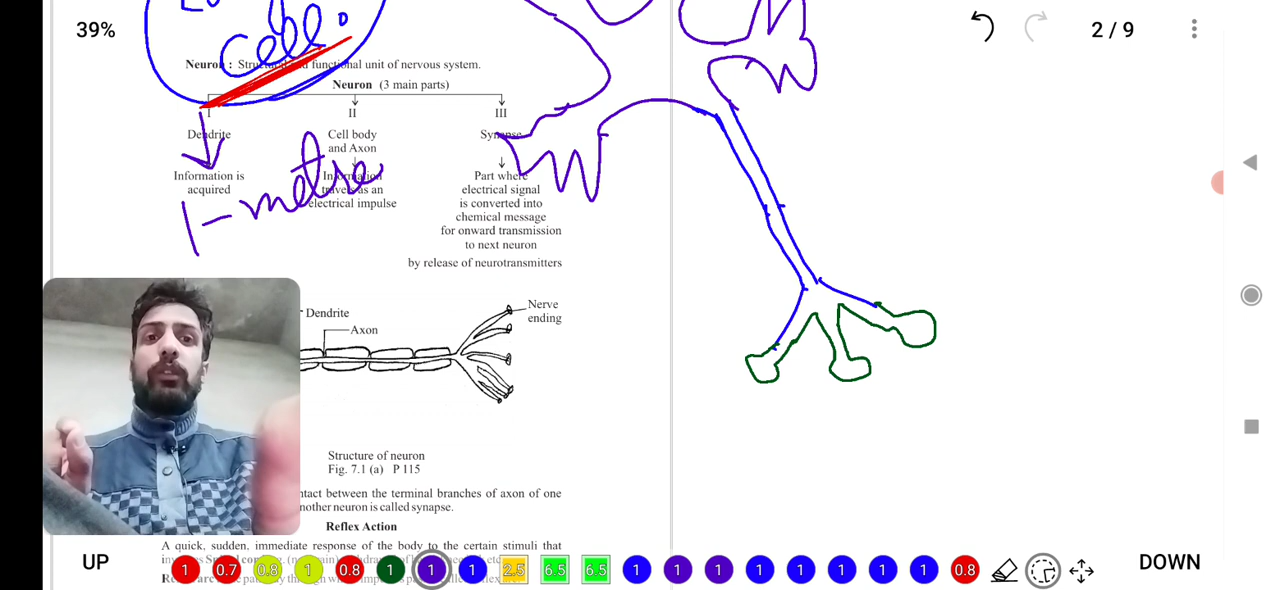 39%
2 / 9
Cell.
Neuron : Structural and functional unit of nervous system.
Neuron (3 main parts)
I II III
Dendrite Cell body Synapse
and Axon
Information is Information Part where
acquired travels as an electrical signal
electrical impulse is converted into
chemical message
for onward transmission
to next neuron
1-metre
by release of neurotransmitters
Dendrite
Axon
Nerve
ending
Structure of neuron
Fig. 7.1 (a) P 115
between the terminal branches of axon of one
neuron is called synapse.
Reflex Action
A quick, sudden, immediate response of the body to the certain stimuli that
UP
1 0.7 0.8 1 0.8 1 1 1 2.5 6.5 6.5 1 1 1 1 1 1 1 1 0.8
DOWN